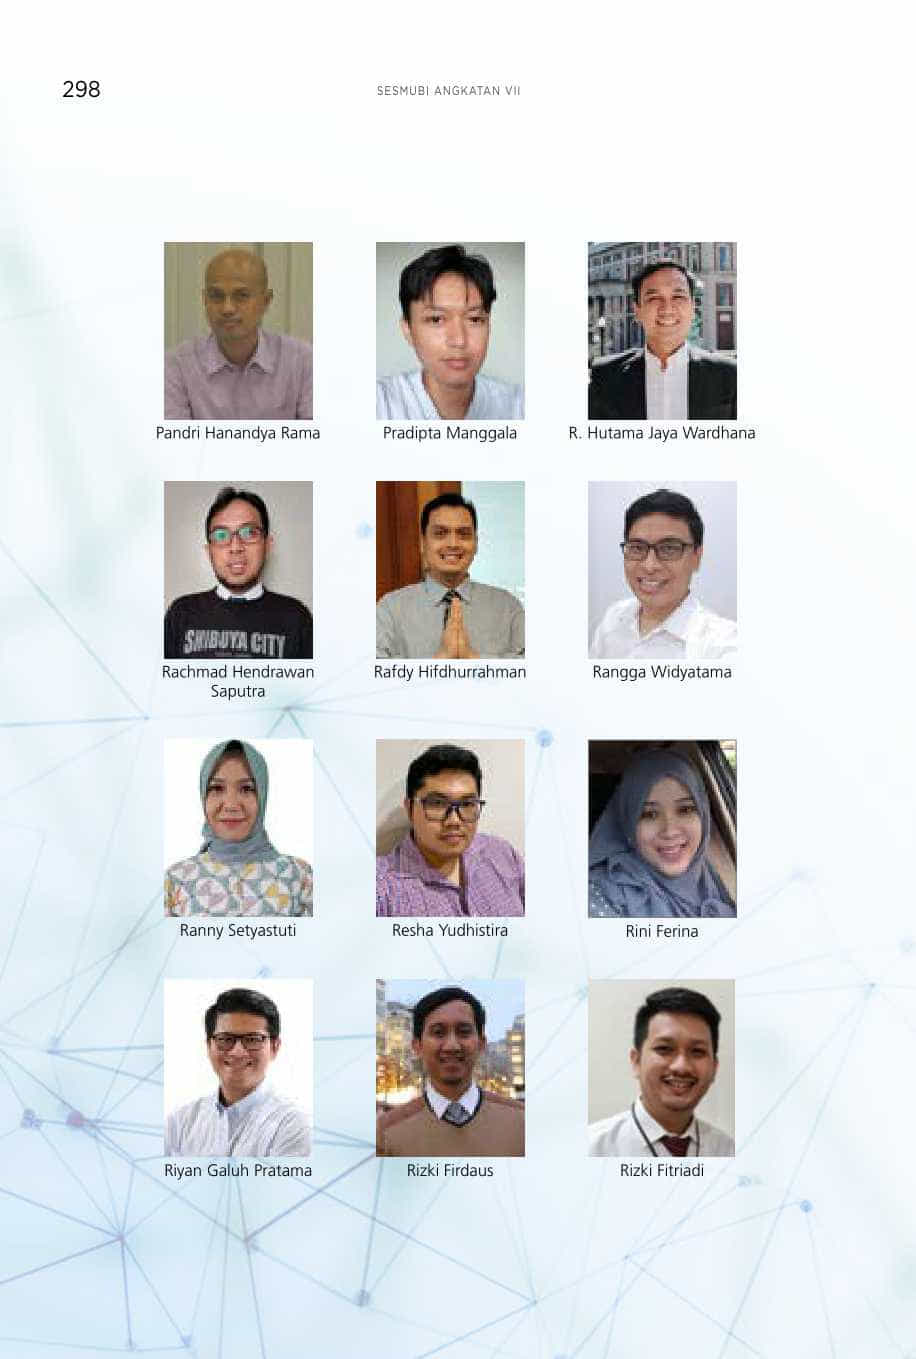 298
SESMUBI ANGKATAN VII
Pandri Hanandya Rama
Pradipta Manggala
R. Hutama Jaya Wardhana
SHIBUYA CITY
Rachmad Hendrawan
Saputra
Rafdy Hifdhurrahman
Rangga Widyatama
Ranny Setyastuti
Resha Yudhistira
Rini Ferina
Riyan Galuh Pratama
Rizki Firdaus
Rizki Fitriadi